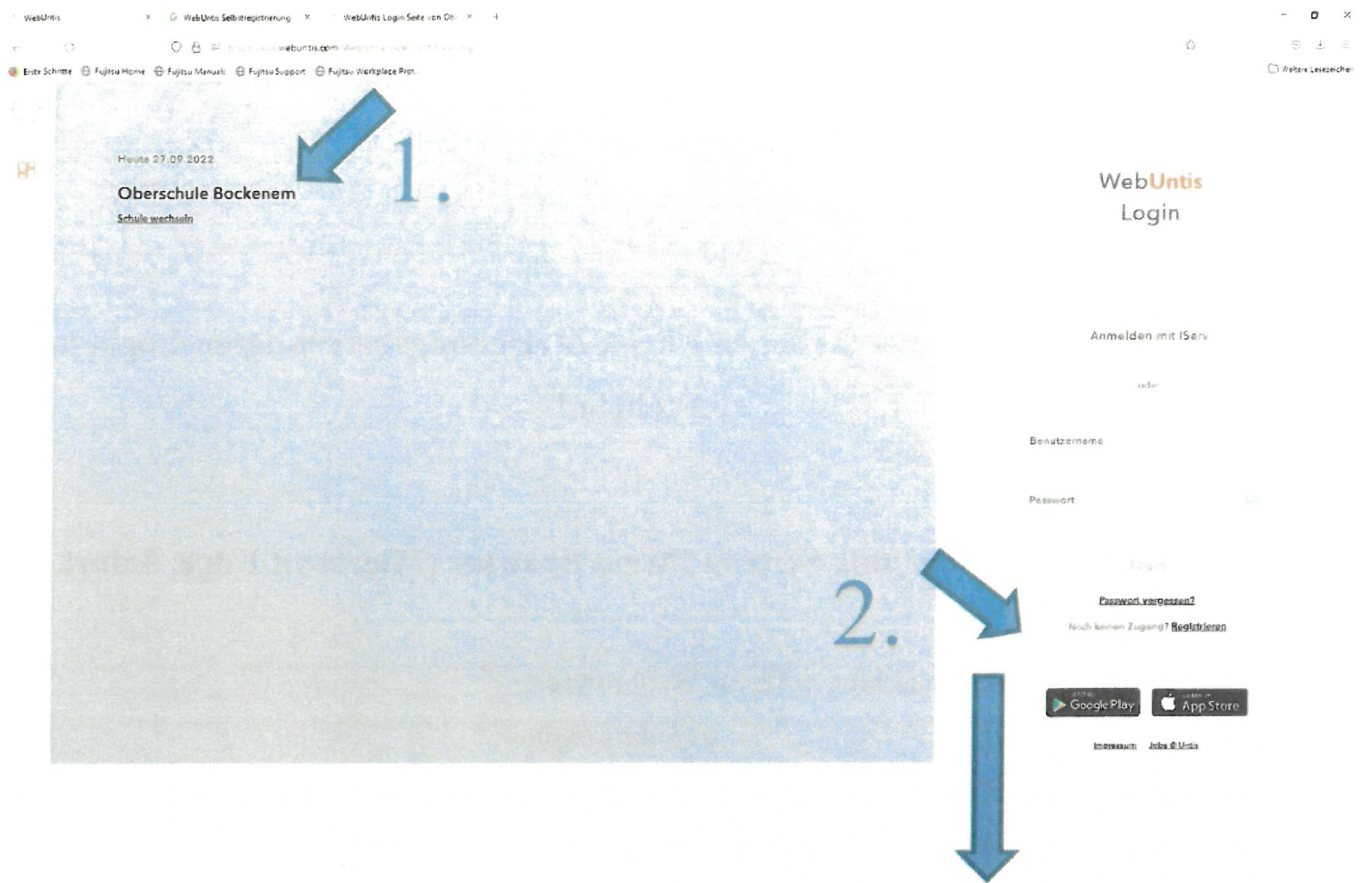 WebUntis × WebUntis Selbstregistrierung × WebUntis Login Seite von Obe × +
webuntis.com
Erste Schritte Fujitsu Home Fujitsu Manuals Fujitsu Support Fujitsu Workplace Prot... Weitere Lesezeichen
1.
Heute 27.09.2022
Oberschule Bockenem
Schule wechseln
WebUntis
Login
Anmelden mit IServ
oder
Benutzername
Passwort
Login
2.
Passwort vergessen?
Noch keinen Zugang? Registrieren
Google Play
App Store
Impressum Jobs @ Untis